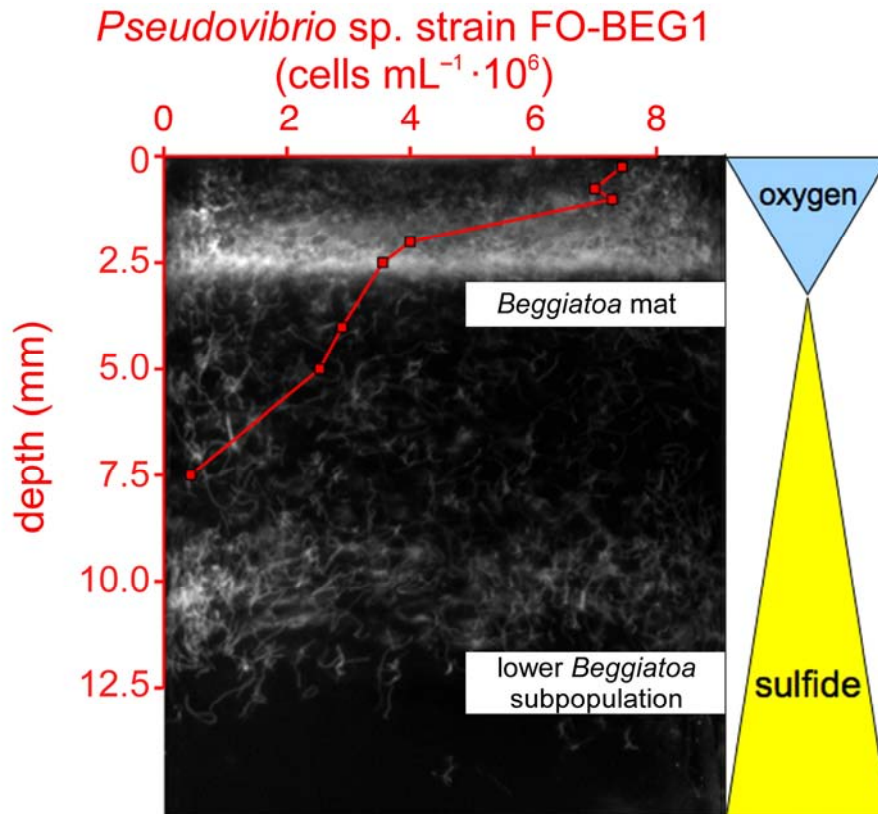 Pseudovibrio sp. strain FO-BEG1
(cells mL⁻¹ ·10⁶)
0 2 4 6 8
0
oxygen
2.5
Beggiatoa mat
5.0
depth (mm)
7.5
10.0
12.5
lower Beggiatoa
subpopulation
sulfide